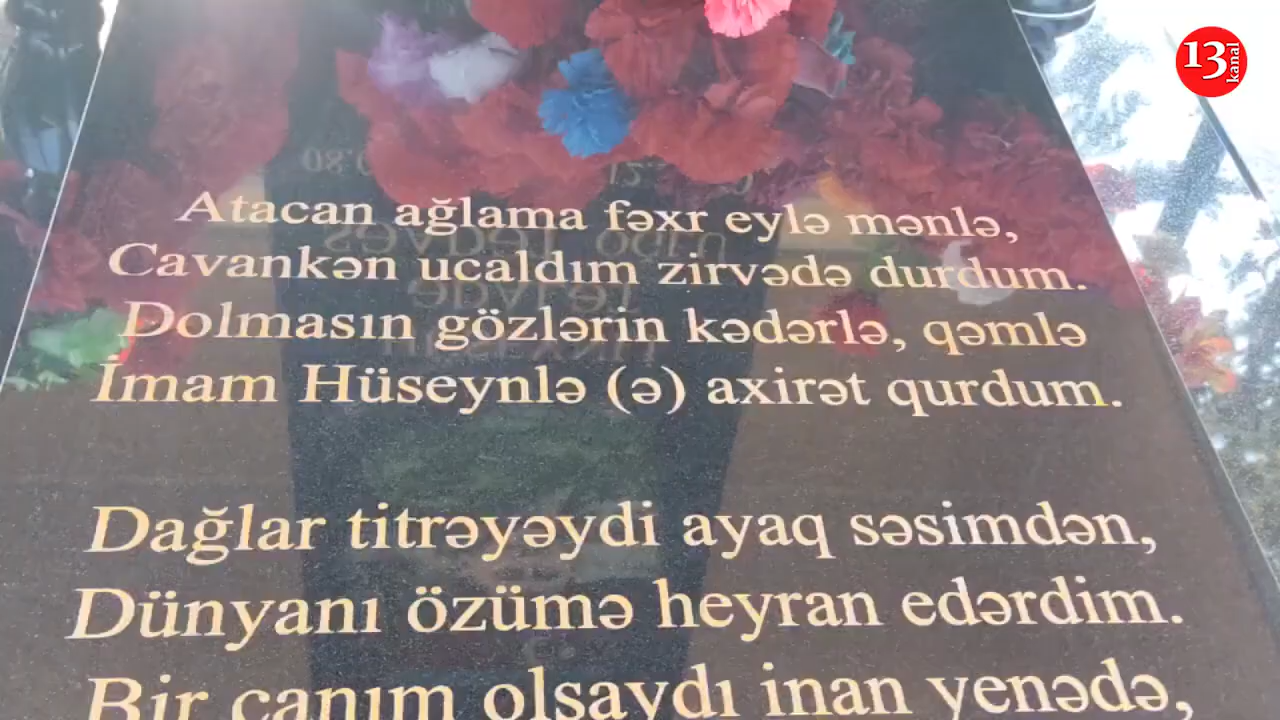 13 kanal
Atacan ağlama fəxr eylə mənlə,
Cavankən ucaldım zirvədə durdum.
Dolmasın gözlərin kədərlə, qəmlə
İmam Hüseynlə (ə) axirət qurdum.
Dağlar titrəyəydi ayaq səsimdən,
Dünyanı özümə heyran edərdim.
Bir canım olsaydı inan yenədə,